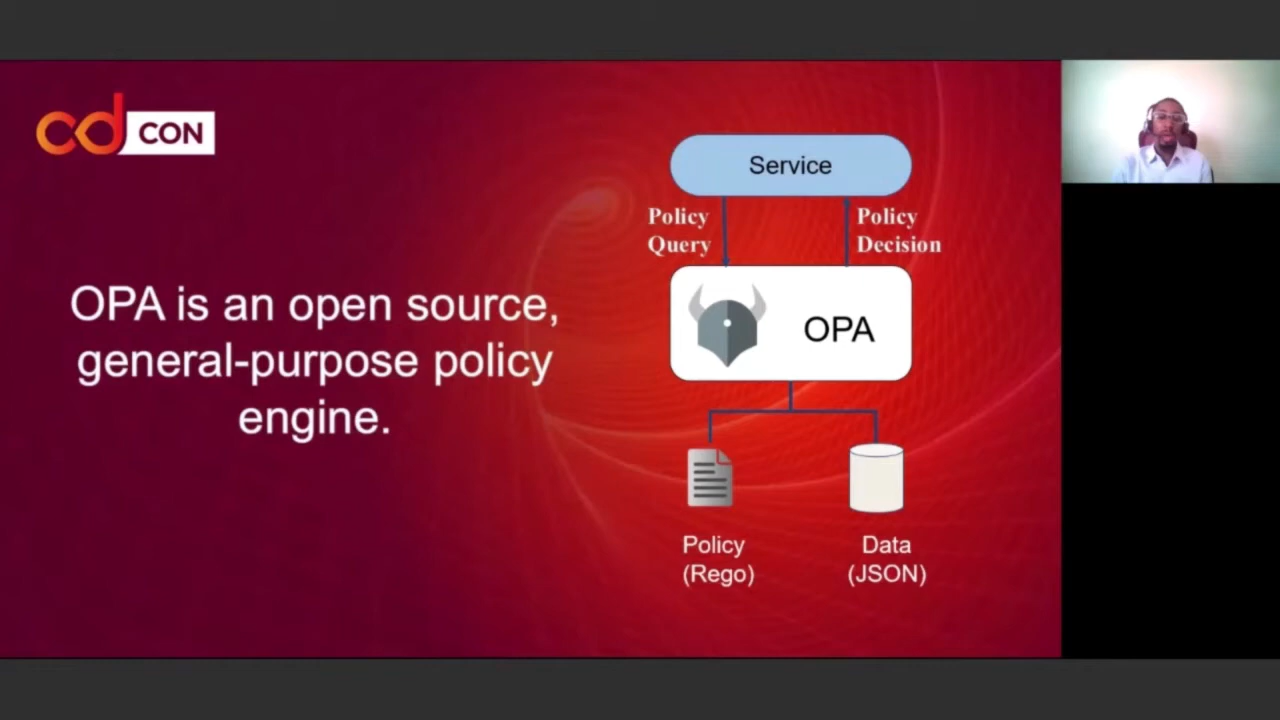 cd CON
OPA is an open source,
general-purpose policy
engine.
Service
Policy
Query
Policy
Decision
OPA
Policy
(Rego)
Data
(JSON)